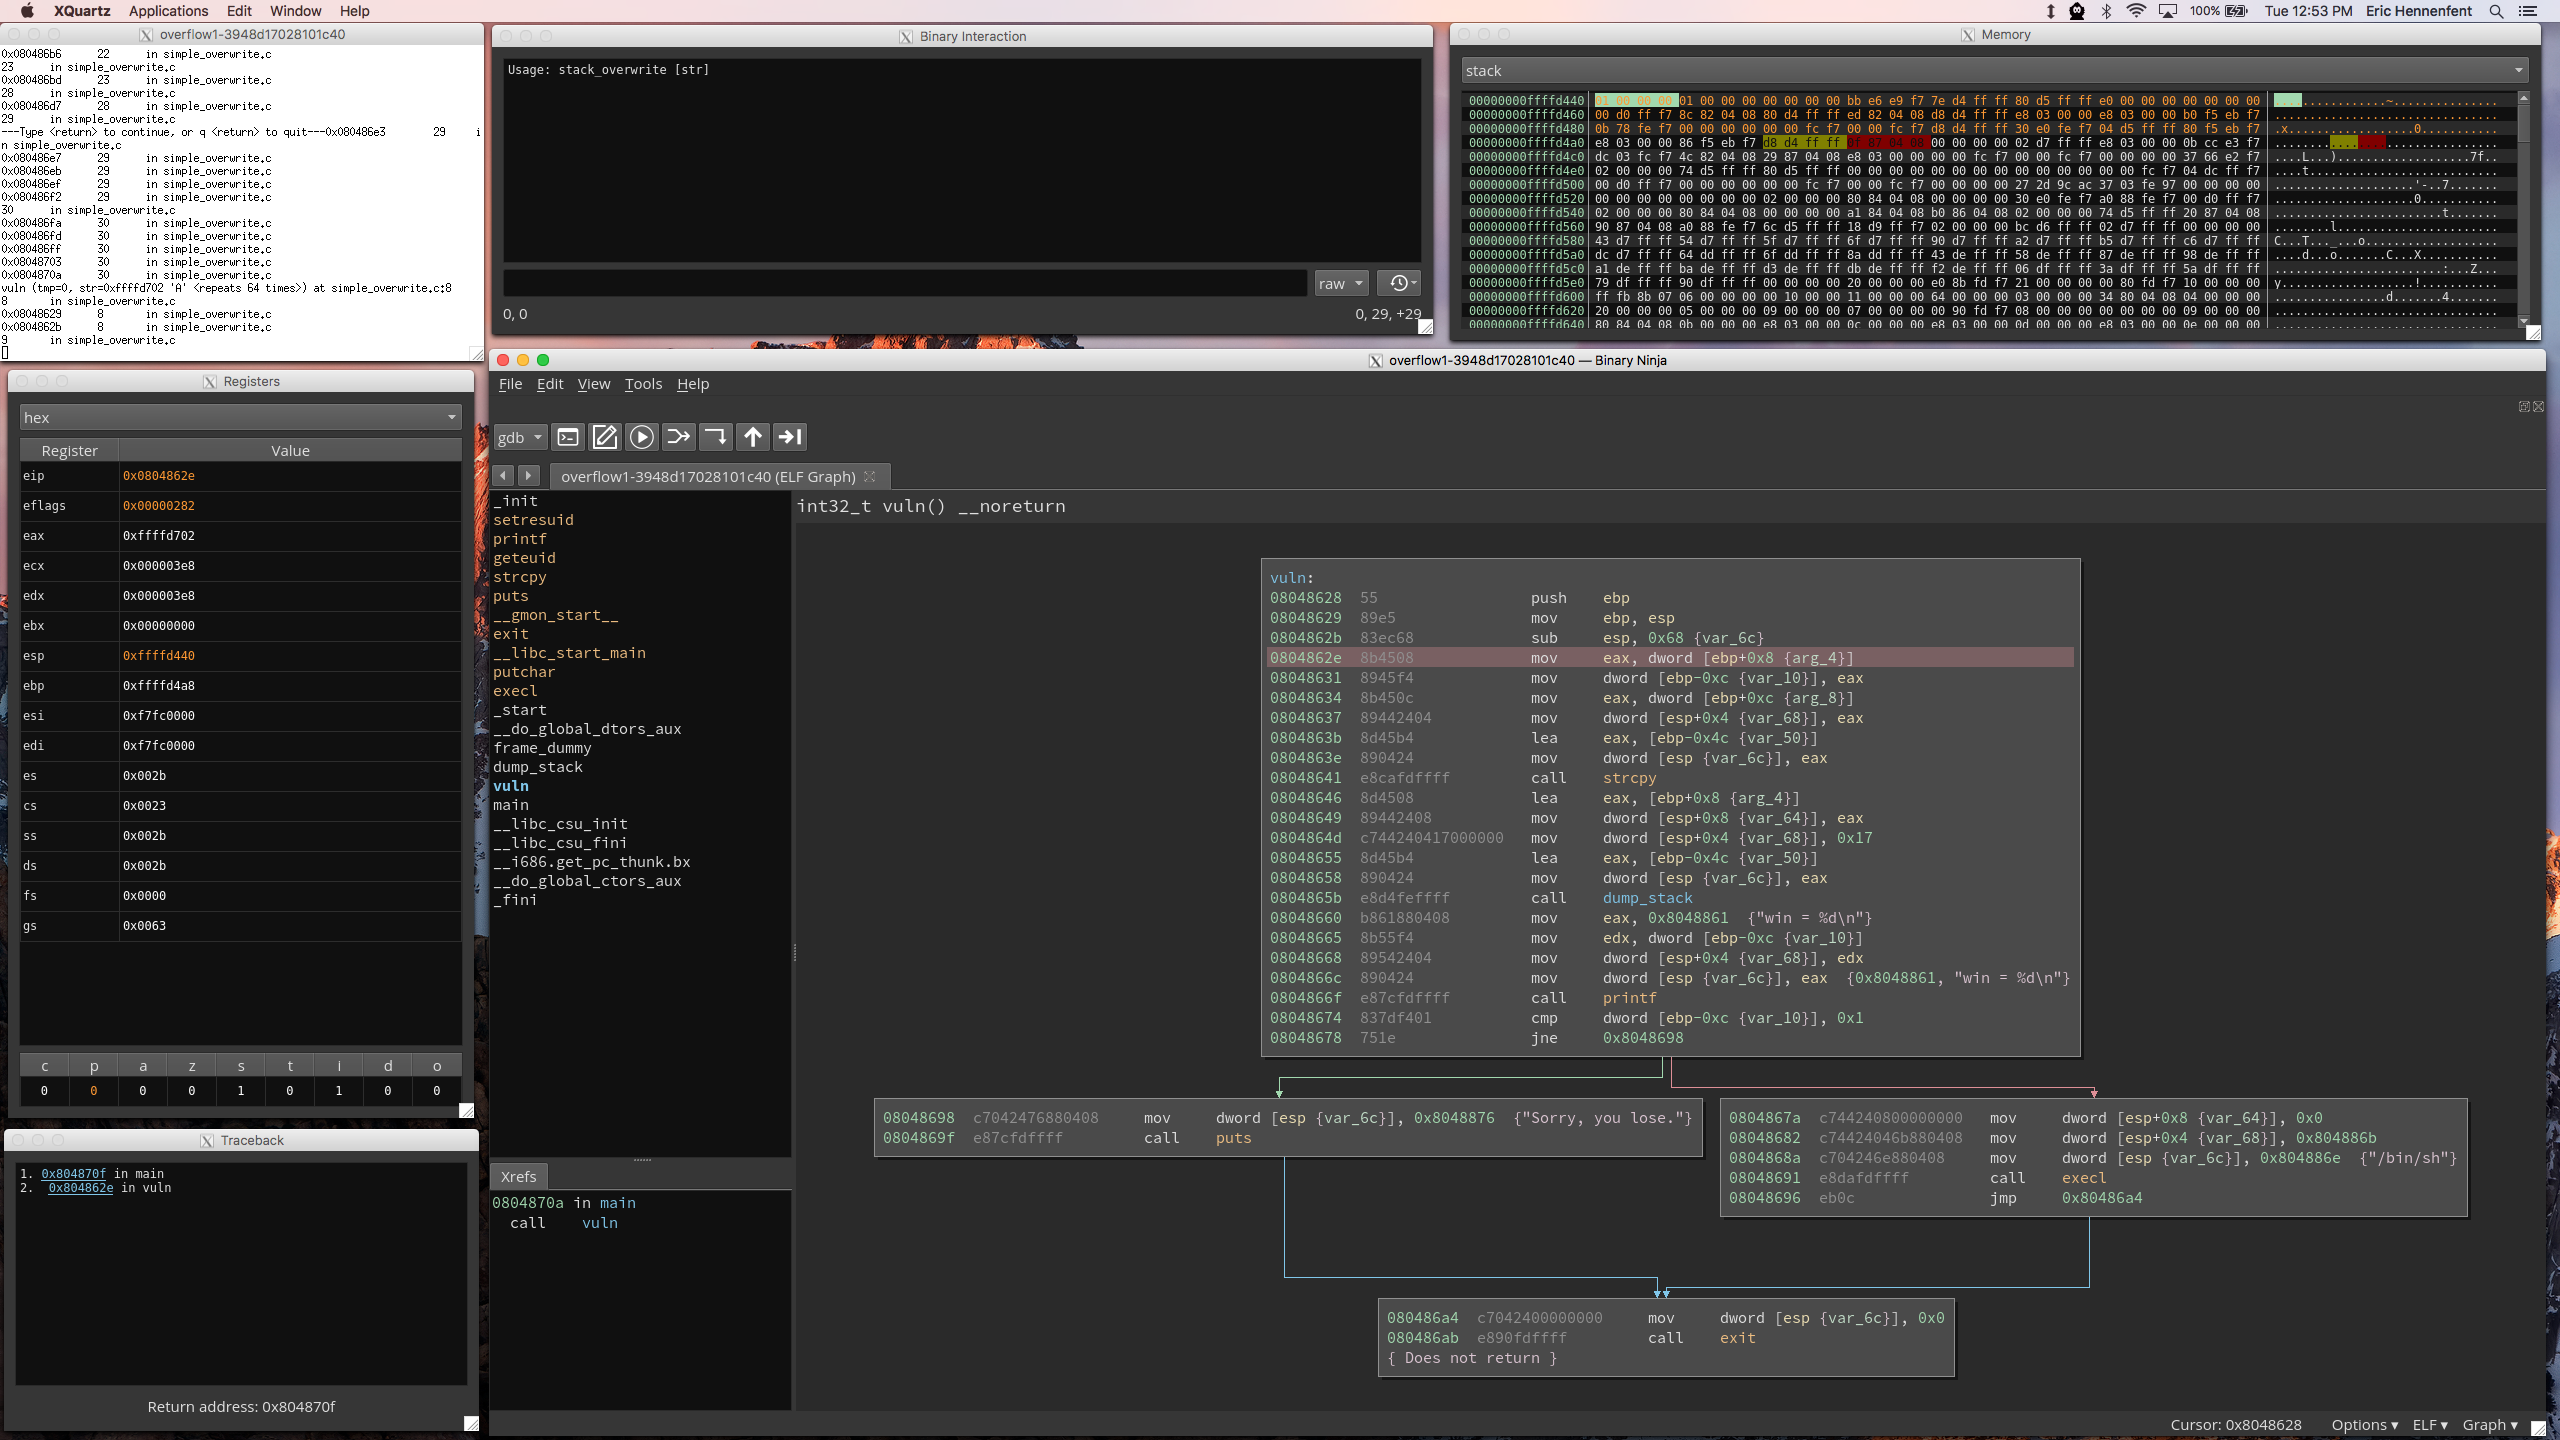 XQuartz Applications Edit Window Help
100% Tue 12:53 PM Eric Hennenfent
overflow1-3948d17028101c40
0x080486b6 22 in simple_overwrite.c
23 in simple_overwrite.c
0x080486bd 23 in simple_overwrite.c
28 in simple_overwrite.c
0x080486d7 28 in simple_overwrite.c
29 in simple_overwrite.c
---Type <return> to continue, or q <return> to quit---0x080486e3 29 i
n simple_overwrite.c
0x080486e7 29 in simple_overwrite.c
0x080486eb 29 in simple_overwrite.c
0x080486ef 29 in simple_overwrite.c
0x080486f2 29 in simple_overwrite.c
30 in simple_overwrite.c
0x080486fa 30 in simple_overwrite.c
0x080486fd 30 in simple_overwrite.c
0x080486ff 30 in simple_overwrite.c
0x08048703 30 in simple_overwrite.c
0x0804870a 30 in simple_overwrite.c
vuln (tmp=0, str=0xffffd702 'A' <repeats 64 times>) at simple_overwrite.c:8
8 in simple_overwrite.c
0x08048629 8 in simple_overwrite.c
0x0804862b 8 in simple_overwrite.c
9 in simple_overwrite.c
Binary Interaction
Usage: stack_overwrite [str]
raw
0, 0
0, 29, +29
Memory
stack
00000000ffffd440 01 00 00 00 01 00 00 00 00 00 00 00 bb e6 e9 f7 7e d4 ff ff 80 d5 ff ff e0 00 00 00 00 00 00 00
00000000ffffd460 00 d0 ff f7 8c 82 04 08 80 d4 ff ff ed 82 04 08 d8 d4 ff ff e8 03 00 00 e8 03 00 00 b0 f5 eb f7
00000000ffffd480 0b 78 fe f7 00 00 00 00 00 00 fc f7 00 00 fc f7 d8 d4 ff ff 30 e0 fe f7 04 d5 ff ff 80 f5 eb f7
00000000ffffd4a0 e8 03 00 00 86 f5 eb f7 d8 d4 ff ff 0f 87 04 08 00 00 00 00 02 d7 ff ff e8 03 00 00 0b cc e3 f7
00000000ffffd4c0 dc 03 fc f7 4c 82 04 08 29 87 04 08 e8 03 00 00 00 00 fc f7 00 00 fc f7 00 00 00 00 37 66 e2 f7
00000000ffffd4e0 02 00 00 00 74 d5 ff ff 80 d5 ff ff 00 00 00 00 00 00 00 00 00 00 00 00 00 00 fc f7 04 dc ff f7
00000000ffffd500 00 d0 ff f7 00 00 00 00 00 00 fc f7 00 00 fc f7 00 00 00 00 27 2d 9c ac 37 03 fe 97 00 00 00 00
00000000ffffd520 00 00 00 00 00 00 00 00 02 00 00 00 80 84 04 08 00 00 00 00 30 e0 fe f7 a0 88 fe f7 00 d0 ff f7
00000000ffffd540 02 00 00 00 80 84 04 08 00 00 00 00 a1 84 04 08 b0 86 04 08 02 00 00 00 74 d5 ff ff 20 87 04 08
00000000ffffd560 90 87 04 08 a0 88 fe f7 6c d5 ff ff 18 d9 ff f7 02 00 00 00 bc d6 ff ff 02 d7 ff ff 00 00 00 00
00000000ffffd580 43 d7 ff ff 54 d7 ff ff 5f d7 ff ff 6f d7 ff ff 90 d7 ff ff a2 d7 ff ff b5 d7 ff ff c6 d7 ff ff
00000000ffffd5a0 dc d7 ff ff 64 dd ff ff 6f dd ff ff 8a dd ff ff 43 de ff ff 58 de ff ff 87 de ff ff 98 de ff ff
00000000ffffd5c0 a1 de ff ff ba de ff ff d3 de ff ff db de ff ff f2 de ff ff 06 df ff ff 3a df ff ff 5a df ff ff
00000000ffffd5e0 79 df ff ff 90 df ff ff 00 00 00 00 20 00 00 00 e0 8b fd f7 21 00 00 00 00 80 fd f7 10 00 00 00
00000000ffffd600 ff fb 8b 07 06 00 00 00 00 10 00 00 11 00 00 00 64 00 00 00 03 00 00 00 34 80 04 08 04 00 00 00
00000000ffffd620 20 00 00 00 05 00 00 00 09 00 00 00 07 00 00 00 00 90 fd f7 08 00 00 00 00 00 00 00 09 00 00 00
00000000ffffd640 80 84 04 08 0b 00 00 00 e8 03 00 00 0c 00 00 00 e8 03 00 00 0d 00 00 00 e8 03 00 00 0e 00 00 00
Registers
hex
Register Value
eip 0x0804862e
eflags 0x00000282
eax 0xffffd702
ecx 0x000003e8
edx 0x000003e8
ebx 0x00000000
esp 0xffffd440
ebp 0xffffd4a8
esi 0xf7fc0000
edi 0xf7fc0000
es 0x002b
cs 0x0023
ss 0x002b
ds 0x002b
fs 0x0000
gs 0x0063
c p a z s t i d o
0 0 0 0 1 0 1 0 0
Traceback
1. 0x804870f in main
2. 0x804862e in vuln
Return address: 0x804870f
overflow1-3948d17028101c40 — Binary Ninja
File Edit View Tools Help
gdb
overflow1-3948d17028101c40 (ELF Graph)
_init
setresuid
printf
geteuid
strcpy
puts
__gmon_start__
exit
__libc_start_main
putchar
execl
_start
__do_global_dtors_aux
frame_dummy
dump_stack
vuln
main
__libc_csu_init
__libc_csu_fini
__i686.get_pc_thunk.bx
__do_global_ctors_aux
_fini
Xrefs
0804870a in main
call vuln
int32_t vuln() __noreturn
vuln:
08048628 55 push ebp
08048629 89e5 mov ebp, esp
0804862b 83ec68 sub esp, 0x68 {var_6c}
0804862e 8b4508 mov eax, dword [ebp+0x8 {arg_4}]
08048631 8945f4 mov dword [ebp-0xc {var_10}], eax
08048634 8b450c mov eax, dword [ebp+0xc {arg_8}]
08048637 89442404 mov dword [esp+0x4 {var_68}], eax
0804863b 8d45b4 lea eax, [ebp-0x4c {var_50}]
0804863e 890424 mov dword [esp {var_6c}], eax
08048641 e8cafdffff call strcpy
08048646 8d4508 lea eax, [ebp+0x8 {arg_4}]
08048649 89442408 mov dword [esp+0x8 {var_64}], eax
0804864d c744240417000000 mov dword [esp+0x4 {var_68}], 0x17
08048655 8d45b4 lea eax, [ebp-0x4c {var_50}]
08048658 890424 mov dword [esp {var_6c}], eax
0804865b e8d4feffff call dump_stack
08048660 b861880408 mov eax, 0x8048861 {"win = %d\n"}
08048665 8b55f4 mov edx, dword [ebp-0xc {var_10}]
08048668 89542404 mov dword [esp+0x4 {var_68}], edx
0804866c 890424 mov dword [esp {var_6c}], eax {0x8048861, "win = %d\n"}
0804866f e87cfdffff call printf
08048674 837df401 cmp dword [ebp-0xc {var_10}], 0x1
08048678 751e jne 0x8048698
08048698 c7042476880408 mov dword [esp {var_6c}], 0x8048876 {"Sorry, you lose."}
0804869f e87cfdffff call puts
0804867a c744240800000000 mov dword [esp+0x8 {var_64}], 0x0
08048682 c74424046b880408 mov dword [esp+0x4 {var_68}], 0x804886b
0804868a c704246e880408 mov dword [esp {var_6c}], 0x804886e {"/bin/sh"}
08048691 e8dafdffff call execl
08048696 eb0c jmp 0x80486a4
080486a4 c7042400000000 mov dword [esp {var_6c}], 0x0
080486ab e890fdffff call exit
{ Does not return }
Cursor: 0x8048628 Options ELF Graph